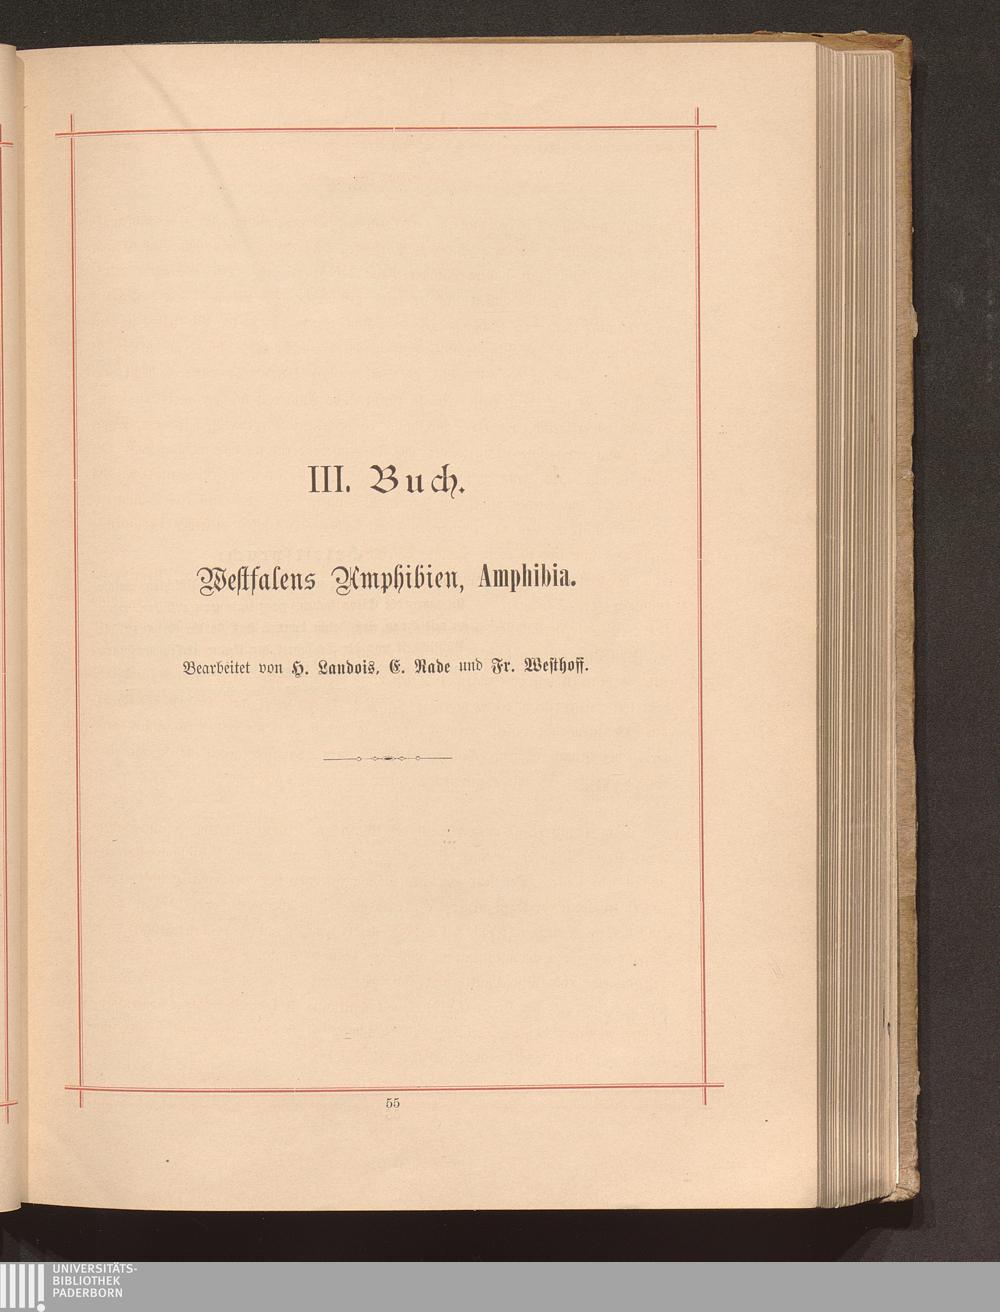 III. Buch.
Westfalens Amphibien, Amphibia.
Bearbeitet von H. Landois, E. Rade und Fr. Westhoff.
55
UNIVERSITÄTS-
BIBLIOTHEK
PADERBORN